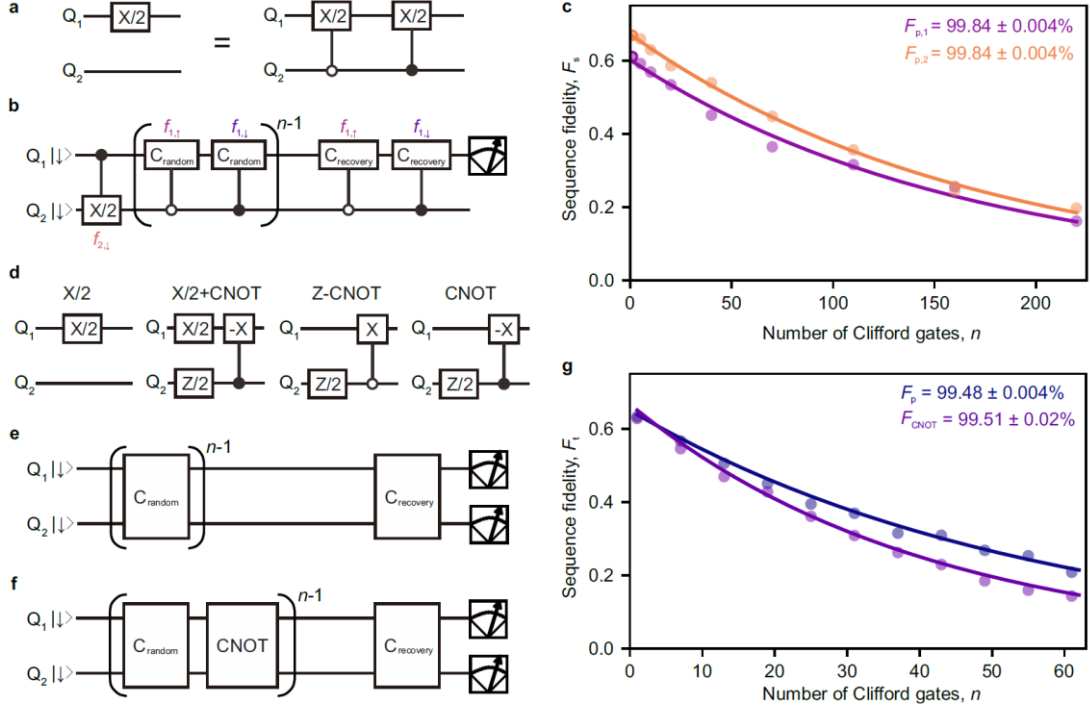 a
Q1 X/2 = X/2 X/2
Q2
b
f1,↑ f1,↓ n-1 f1,↑ f1,↓
Q1 |↓> Crandom Crandom Crecovery Crecovery
Q2 |↓> X/2
f2,↓
c
Fp,1 = 99.84 ± 0.004%
Fp,2 = 99.84 ± 0.004%
Sequence fidelity, Fs
0.6
0.4
0.2
0.0
0 50 100 150 200
Number of Clifford gates, n
d
X/2 X/2+CNOT Z-CNOT CNOT
Q1 X/2 Q1 X/2 -X Q1 X Q1 -X
Q2 Q2 Z/2 Q2 Z/2 Q2 Z/2
e
n-1
Q1 |↓>
Crandom Crecovery
Q2 |↓>
f
n-1
Q1 |↓>
Crandom CNOT Crecovery
Q2 |↓>
g
Fp = 99.48 ± 0.004%
FCNOT = 99.51 ± 0.02%
Sequence fidelity, Ft
0.6
0.4
0.2
0.0
0 10 20 30 40 50 60
Number of Clifford gates, n